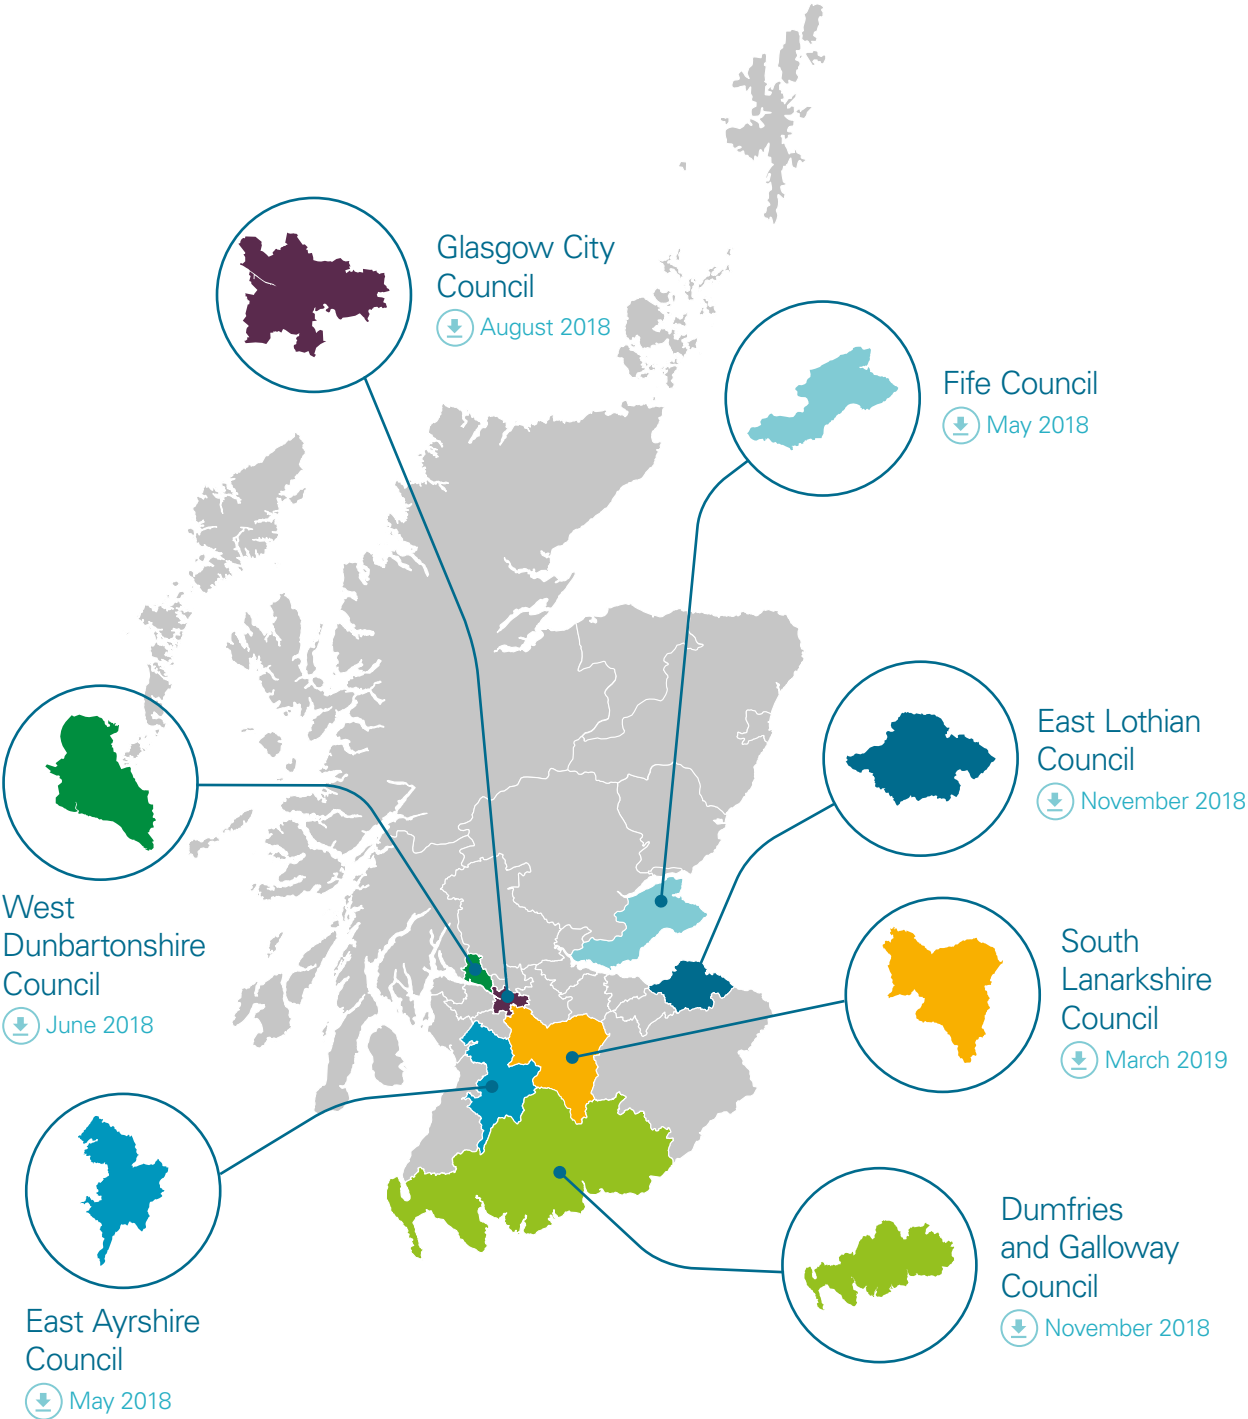 Glasgow City
Council
August 2018
Fife Council
May 2018
East Lothian
Council
November 2018
West
Dunbartonshire
Council
June 2018
South
Lanarkshire
Council
March 2019
Dumfries
and Galloway
Council
November 2018
East Ayrshire
Council
May 2018